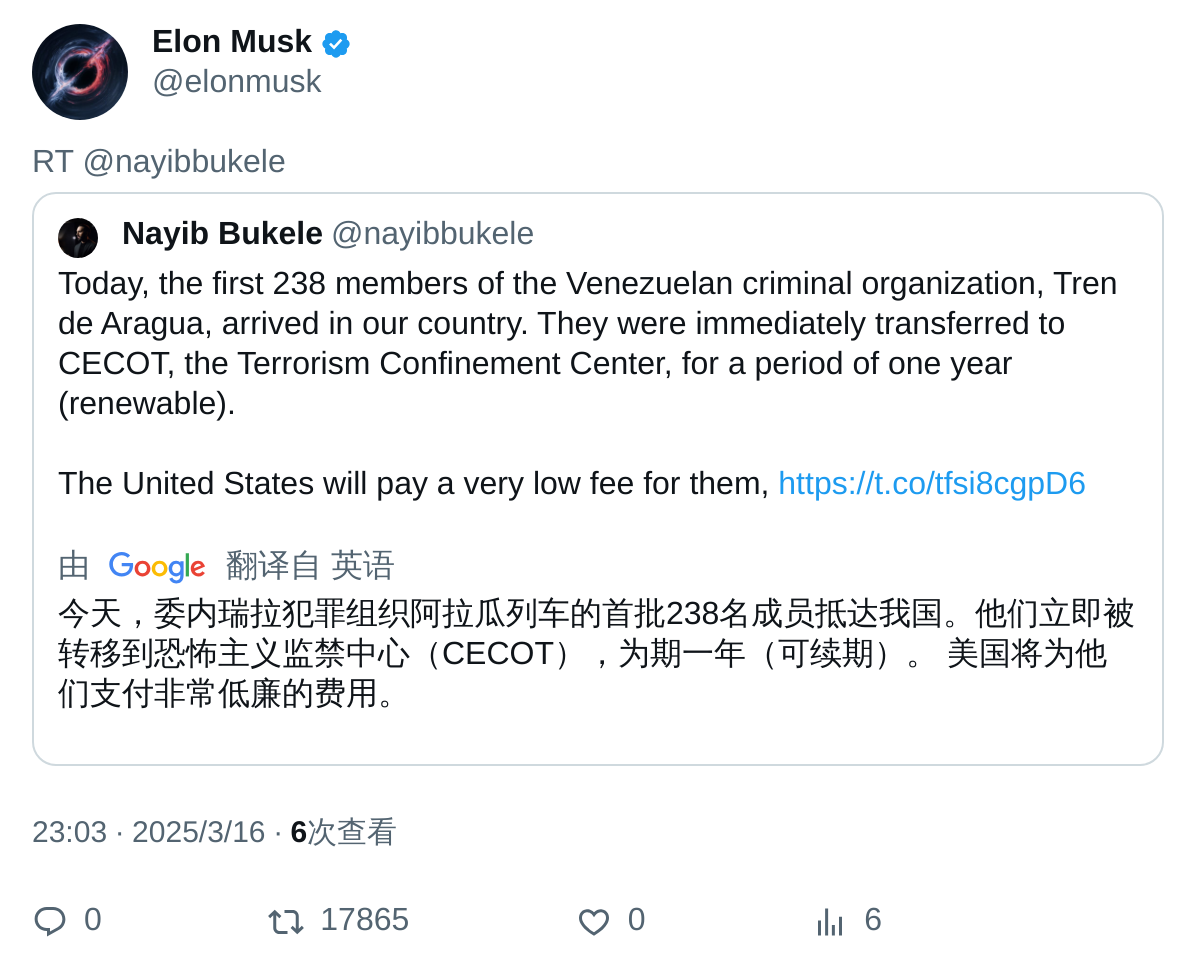 Elon Musk
@elonmusk
RT @nayibbukele
Nayib Bukele @nayibbukele
Today, the first 238 members of the Venezuelan criminal organization, Tren
de Aragua, arrived in our country. They were immediately transferred to
CECOT, the Terrorism Confinement Center, for a period of one year
(renewable).
The United States will pay a very low fee for them, https://t.co/tfsi8cgpD6
由 Google 翻译自 英语
今天，委内瑞拉犯罪组织阿拉瓜列车的首批238名成员抵达我国。他们立即被
转移到恐怖主义监禁中心（CECOT），为期一年（可续期）。 美国将为他
们支付非常低廉的费用。
23:03 · 2025/3/16 · 6次查看
0 17865 0 6